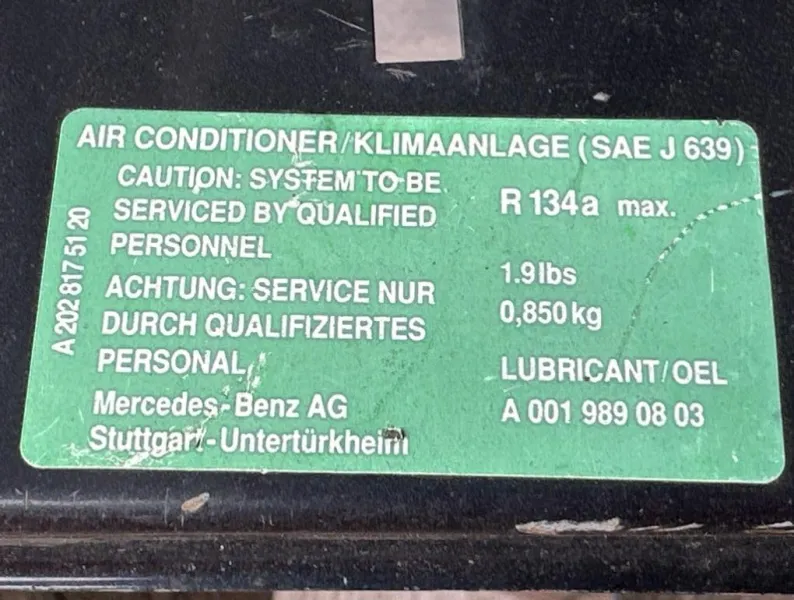 AIR CONDITIONER/KLIMAANLAGE (SAE J 639)
CAUTION: SYSTEM TO BE
SERVICED BY QUALIFIED
PERSONNEL
ACHTUNG: SERVICE NUR
DURCH QUALIFIZIERTES
PERSONAL
Mercedes-Benz AG
Stuttgart-Untertürkheim
R 134a max.
1.9 lbs
0,850 kg
LUBRICANT/OEL
A 001 989 08 03
A 202 817 51 20